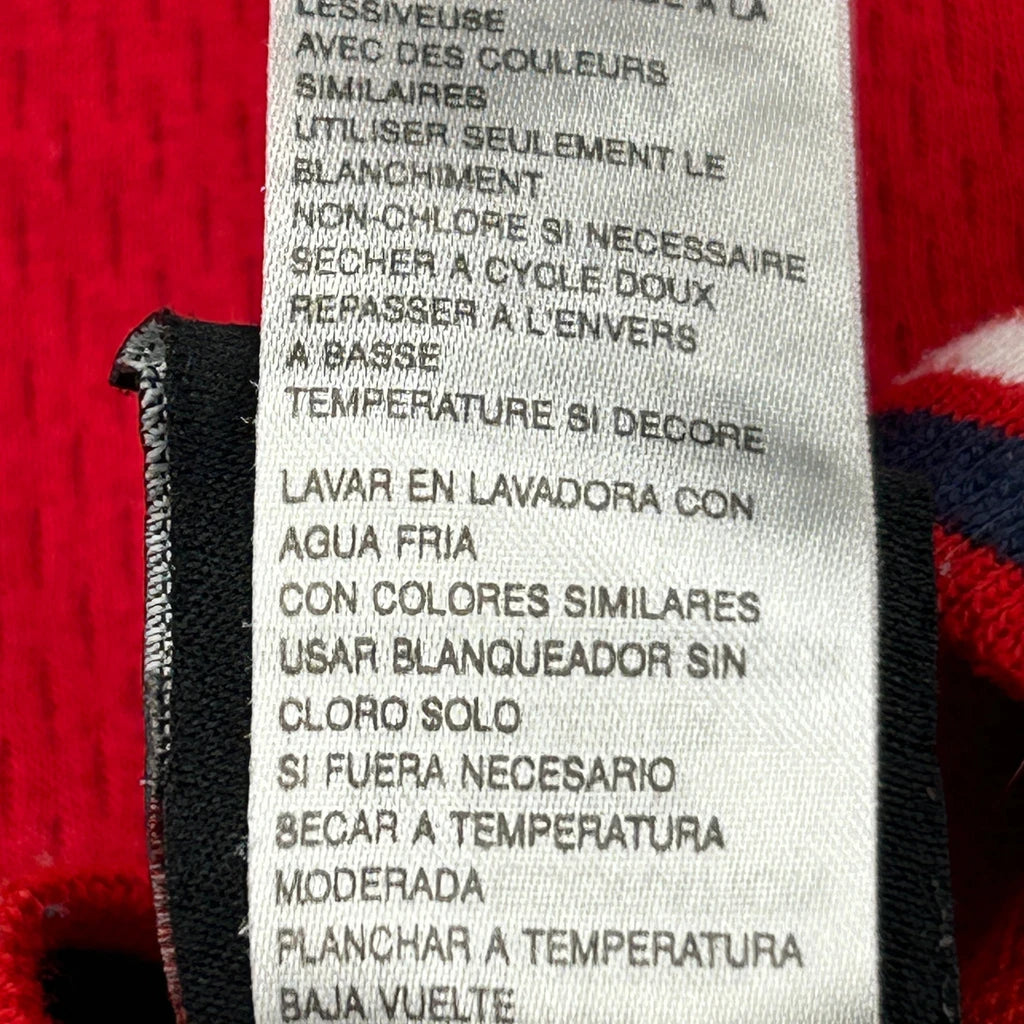 À LA
LESSIVEUSE
AVEC DES COULEURS
SIMILAIRES
UTILISER SEULEMENT LE
BLANCHIMENT
NON-CHLORE SI NECESSAIRE
SECHER A CYCLE DOUX
REPASSER A L'ENVERS
A BASSE
TEMPERATURE SI DECORE
LAVAR EN LAVADORA CON
AGUA FRIA
CON COLORES SIMILARES
USAR BLANQUEADOR SIN
CLORO SOLO
SI FUERA NECESARIO
SECAR A TEMPERATURA
MODERADA
PLANCHAR A TEMPERATURA
BAJA VUELTE